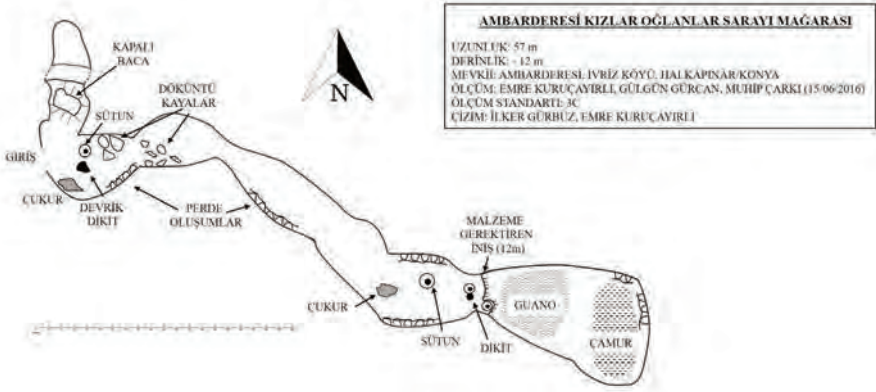 AMBARDERESİ KIZLAR OĞLANLAR SARAYI MAĞARASI
UZUNLUK: 57 m
DERİNLİK: - 12 m
MEVKİİ: AMBARDERESİ, İVRİZ KÖYÜ, HALKAPINAR/KONYA
ÖLÇÜM: EMRE KURUÇAYIRLI, GÜLGÜN GÜRCAN, MUHİP ÇARKI (15/06/2016)
ÖLÇÜM STANDARTI: 3C
ÇİZİM: İLKER GÜRBÜZ, EMRE KURUÇAYIRLI
KAPALI
BACA
DÖKÜNTÜ
KAYALAR
SÜTUN
N
GİRİŞ
ÇUKUR
DEVRİK
DİKİT
PERDE
OLUŞUMLAR
MALZEME
GEREKTİREN
İNİŞ (12m)
ÇUKUR
SÜTUN
DİKİT
GUANO
ÇAMUR